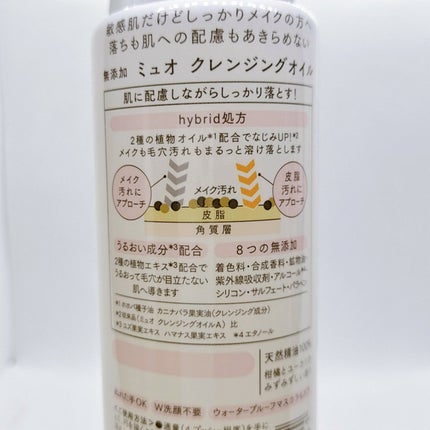 敏感肌だけどしっかりメイクの方へ
落ちも肌への配慮もあきらめない
無添加 ミュオ クレンジングオイル
肌に配慮しながらしっかり落とす!
hybrid処方
2種の植物オイル*1配合でなじみUP!*2
メイクも毛穴汚れもまるっと溶け落とします
メイク
汚れに
アプローチ
メイク汚れ
皮脂
汚れに
アプローチ
皮脂
角質層
うるおい成分*3配合
2種の植物エキス*3配合で
うるおって毛穴が目立たない
肌へ導きます
8つの無添加
着色料・合成香料・鉱物油・
紫外線吸収剤・アルコール*4・
シリコン・サルフェート・パラベン
*1 ホホバ種子油 カニナバラ果実油(クレンジング成分)
*2 従来品(ミュオ クレンジングオイルA)比
*3 ユズ果実エキス ハマナス果実エキス *4 エタノール
天然精油100%
柑橘とユーカリ
みずみずしい
ぬれた手OK W洗顔不要 ウォータープルーフマスカラも
<ご使用方法>